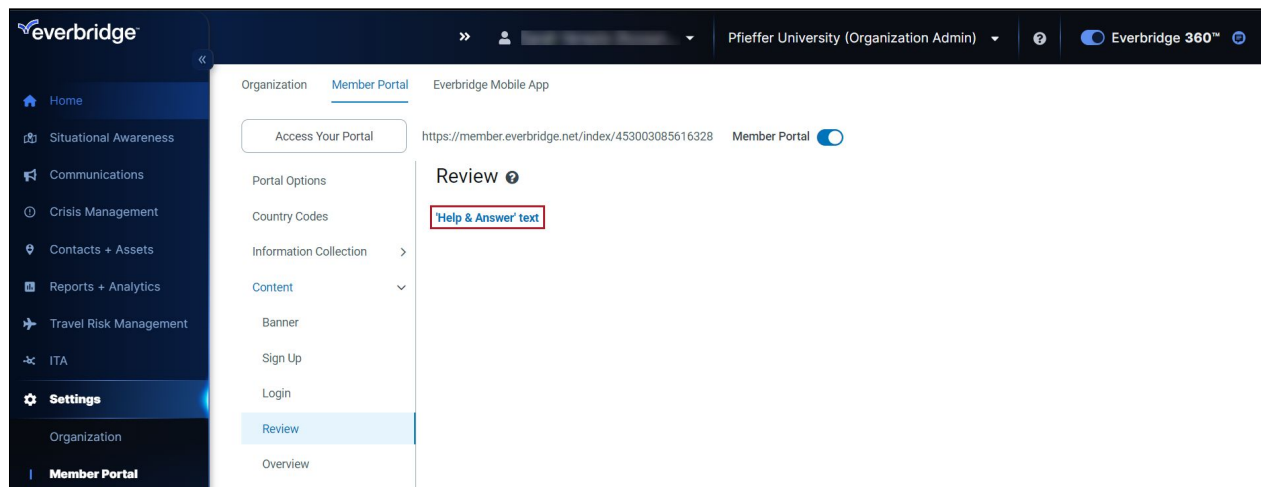 everbridge
Pfieffer University (Organization Admin)
Everbridge 360™
Home
Situational Awareness
Communications
Crisis Management
Contacts + Assets
Reports + Analytics
Travel Risk Management
ITA
Settings
Organization
Member Portal
Organization Member Portal Everbridge Mobile App
Access Your Portal https://member.everbridge.net/index/453003085616328 Member Portal
Portal Options
Country Codes
Information Collection
Content
Banner
Sign Up
Login
Review
Overview
Review
'Help & Answer' text